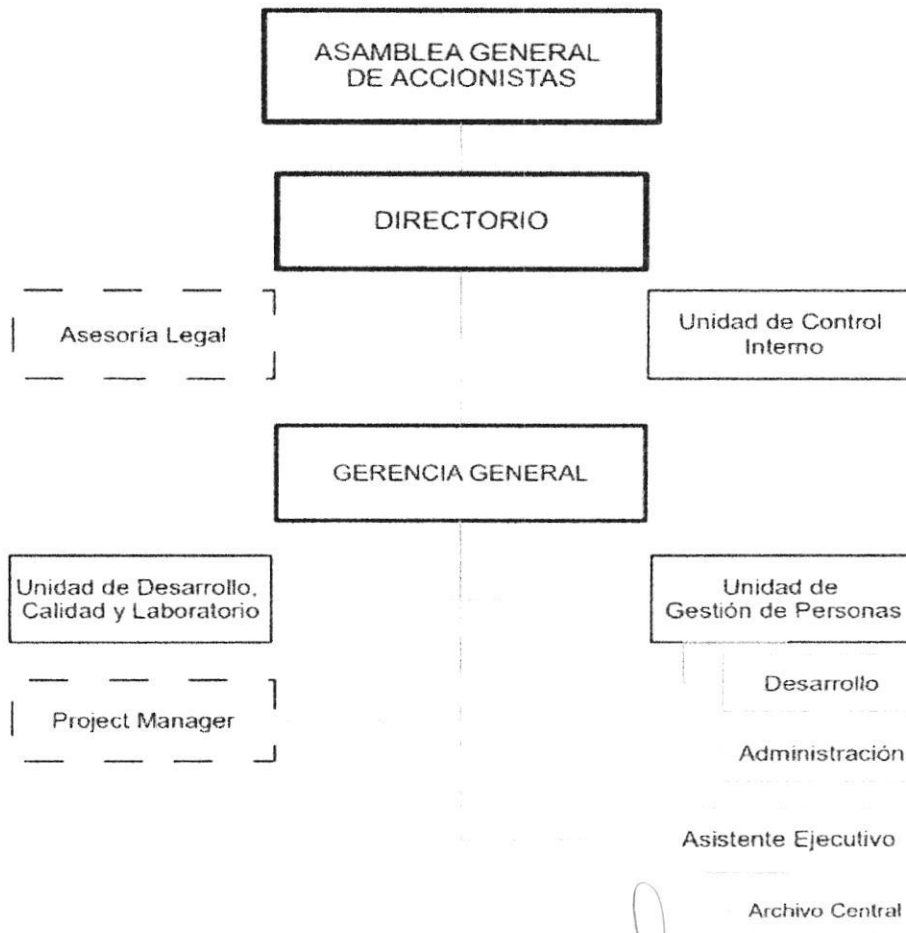 ASAMBLEA GENERAL
DE ACCIONISTAS
DIRECTORIO
Asesoría Legal
Unidad de Control
Interno
GERENCIA GENERAL
Unidad de Desarrollo,
Calidad y Laboratorio
Unidad de
Gestión de Personas
Desarrollo
Project Manager
Administración
Asistente Ejecutivo
Archivo Central